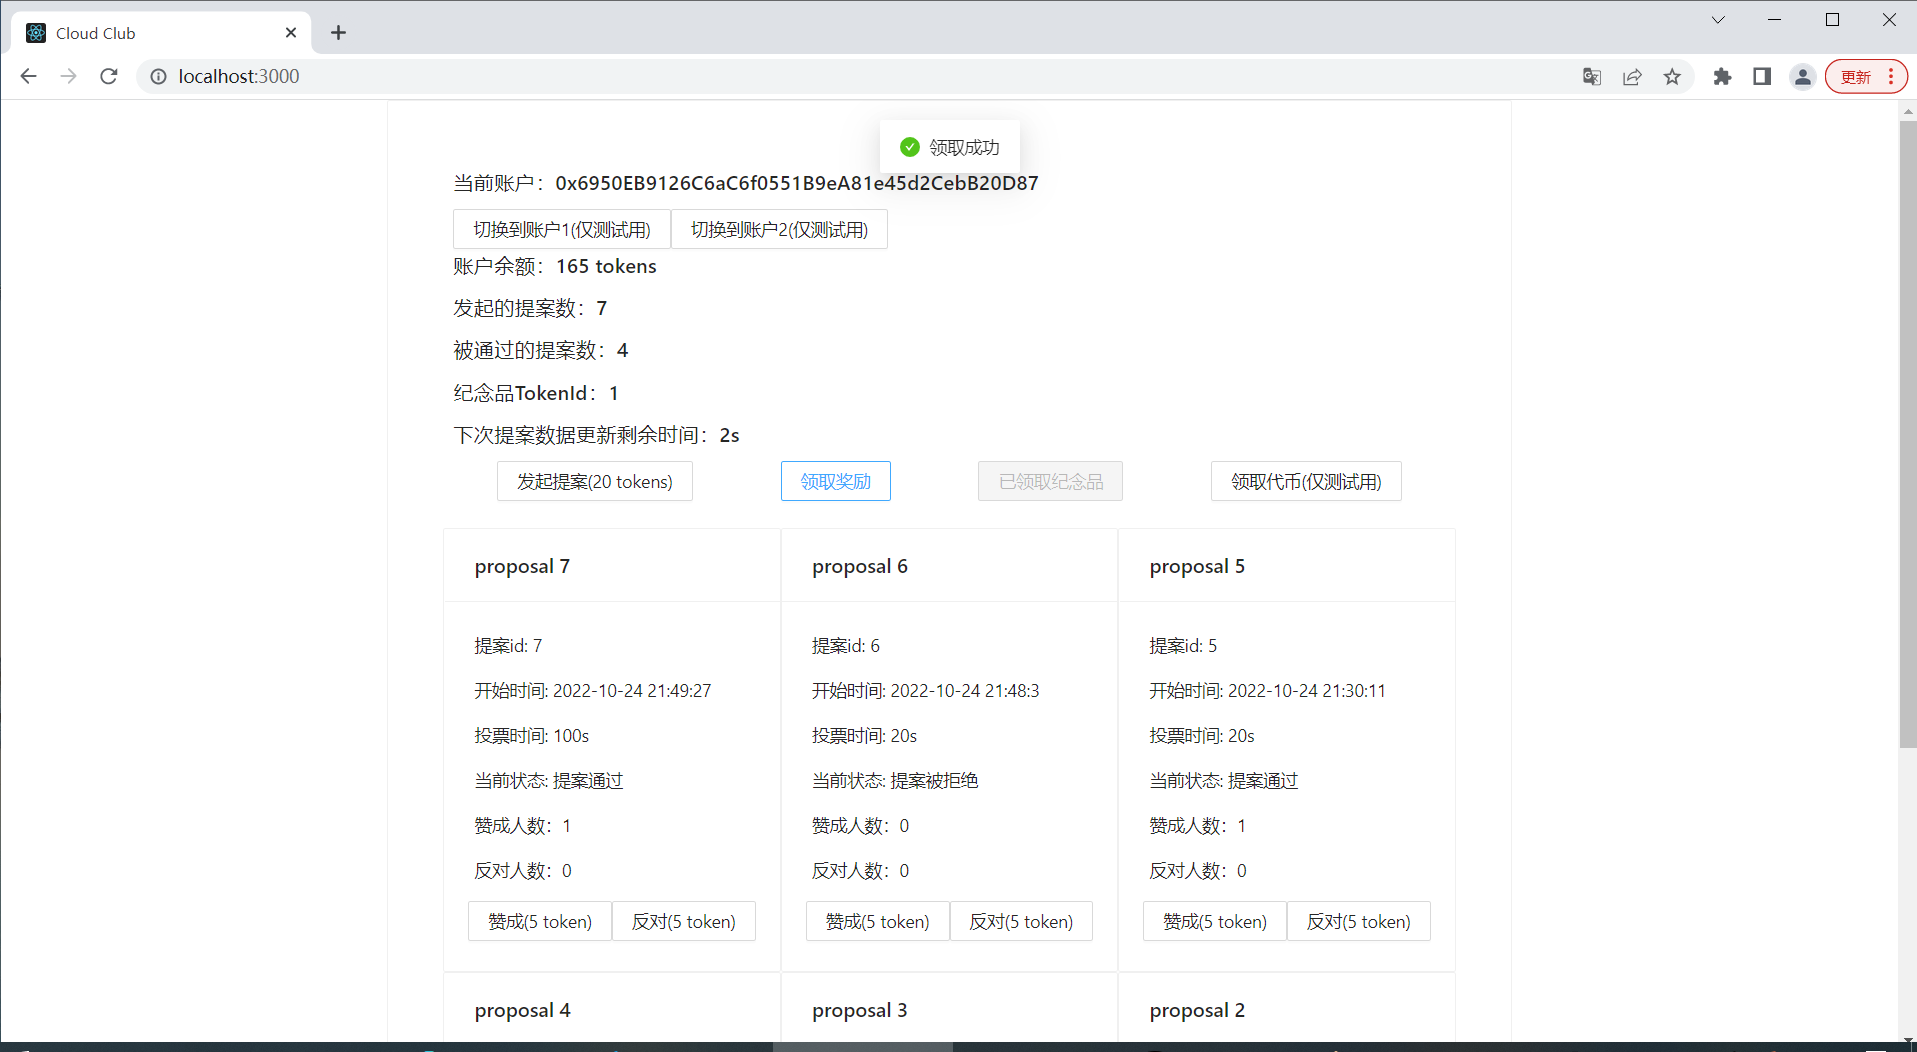 Cloud Club
localhost:3000
更新
领取成功
当前账户：0x6950EB9126C6aC6f0551B9eA81e45d2CebB20D87
切换到账户1(仅测试用) 切换到账户2(仅测试用)
账户余额：165 tokens
发起的提案数：7
被通过的提案数：4
纪念品TokenId：1
下次提案数据更新剩余时间：2s
发起提案(20 tokens) 领取奖励 已领取纪念品 领取代币(仅测试用)
proposal 7
提案id: 7
开始时间: 2022-10-24 21:49:27
投票时间: 100s
当前状态: 提案通过
赞成人数：1
反对人数：0
赞成(5 token) 反对(5 token)
proposal 6
提案id: 6
开始时间: 2022-10-24 21:48:3
投票时间: 20s
当前状态: 提案被拒绝
赞成人数：0
反对人数：0
赞成(5 token) 反对(5 token)
proposal 5
提案id: 5
开始时间: 2022-10-24 21:30:11
投票时间: 20s
当前状态: 提案通过
赞成人数：1
反对人数：0
赞成(5 token) 反对(5 token)
proposal 4
proposal 3
proposal 2